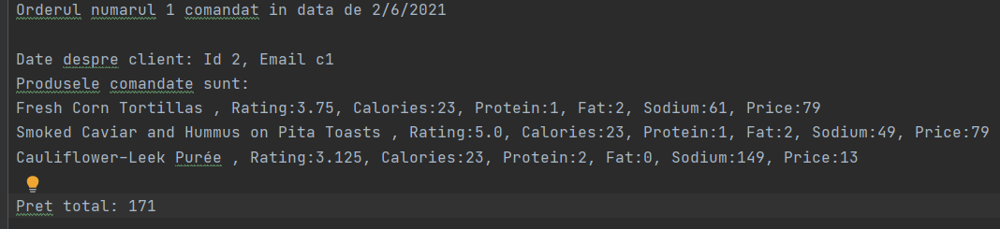 Orderul numarul 1 comandat in data de 2/6/2021
Date despre client: Id 2, Email c1
Produsele comandate sunt:
Fresh Corn Tortillas , Rating:3.75, Calories:23, Protein:1, Fat:2, Sodium:61, Price:79
Smoked Caviar and Hummus on Pita Toasts , Rating:5.0, Calories:23, Protein:1, Fat:2, Sodium:49, Price:79
Cauliflower-Leek Purée , Rating:3.125, Calories:23, Protein:2, Fat:0, Sodium:149, Price:13
Pret total: 171